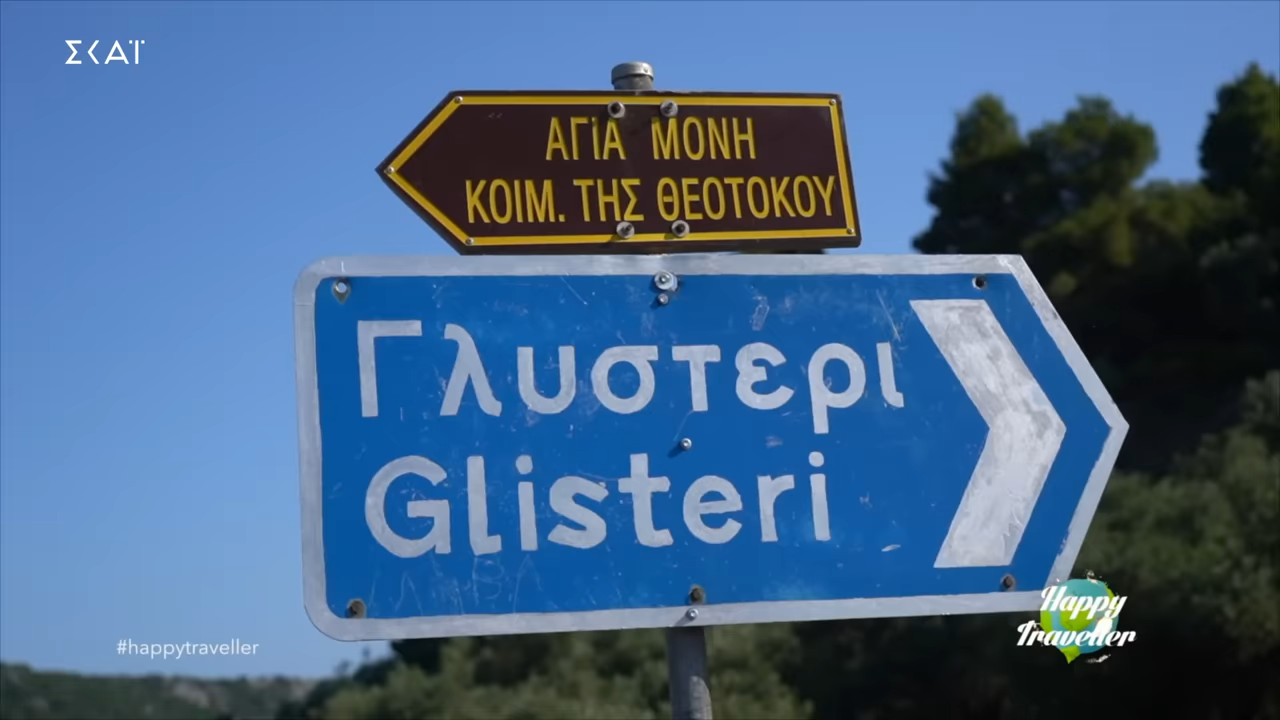 ΣΚΑΪ
ΑΓΙΑ ΜΟΝΗ
ΚΟΙΜ. ΤΗΣ ΘΕΟΤΟΚΟΥ
Γλυστερι
Glisteri
#happytraveller
Happy
Traveller